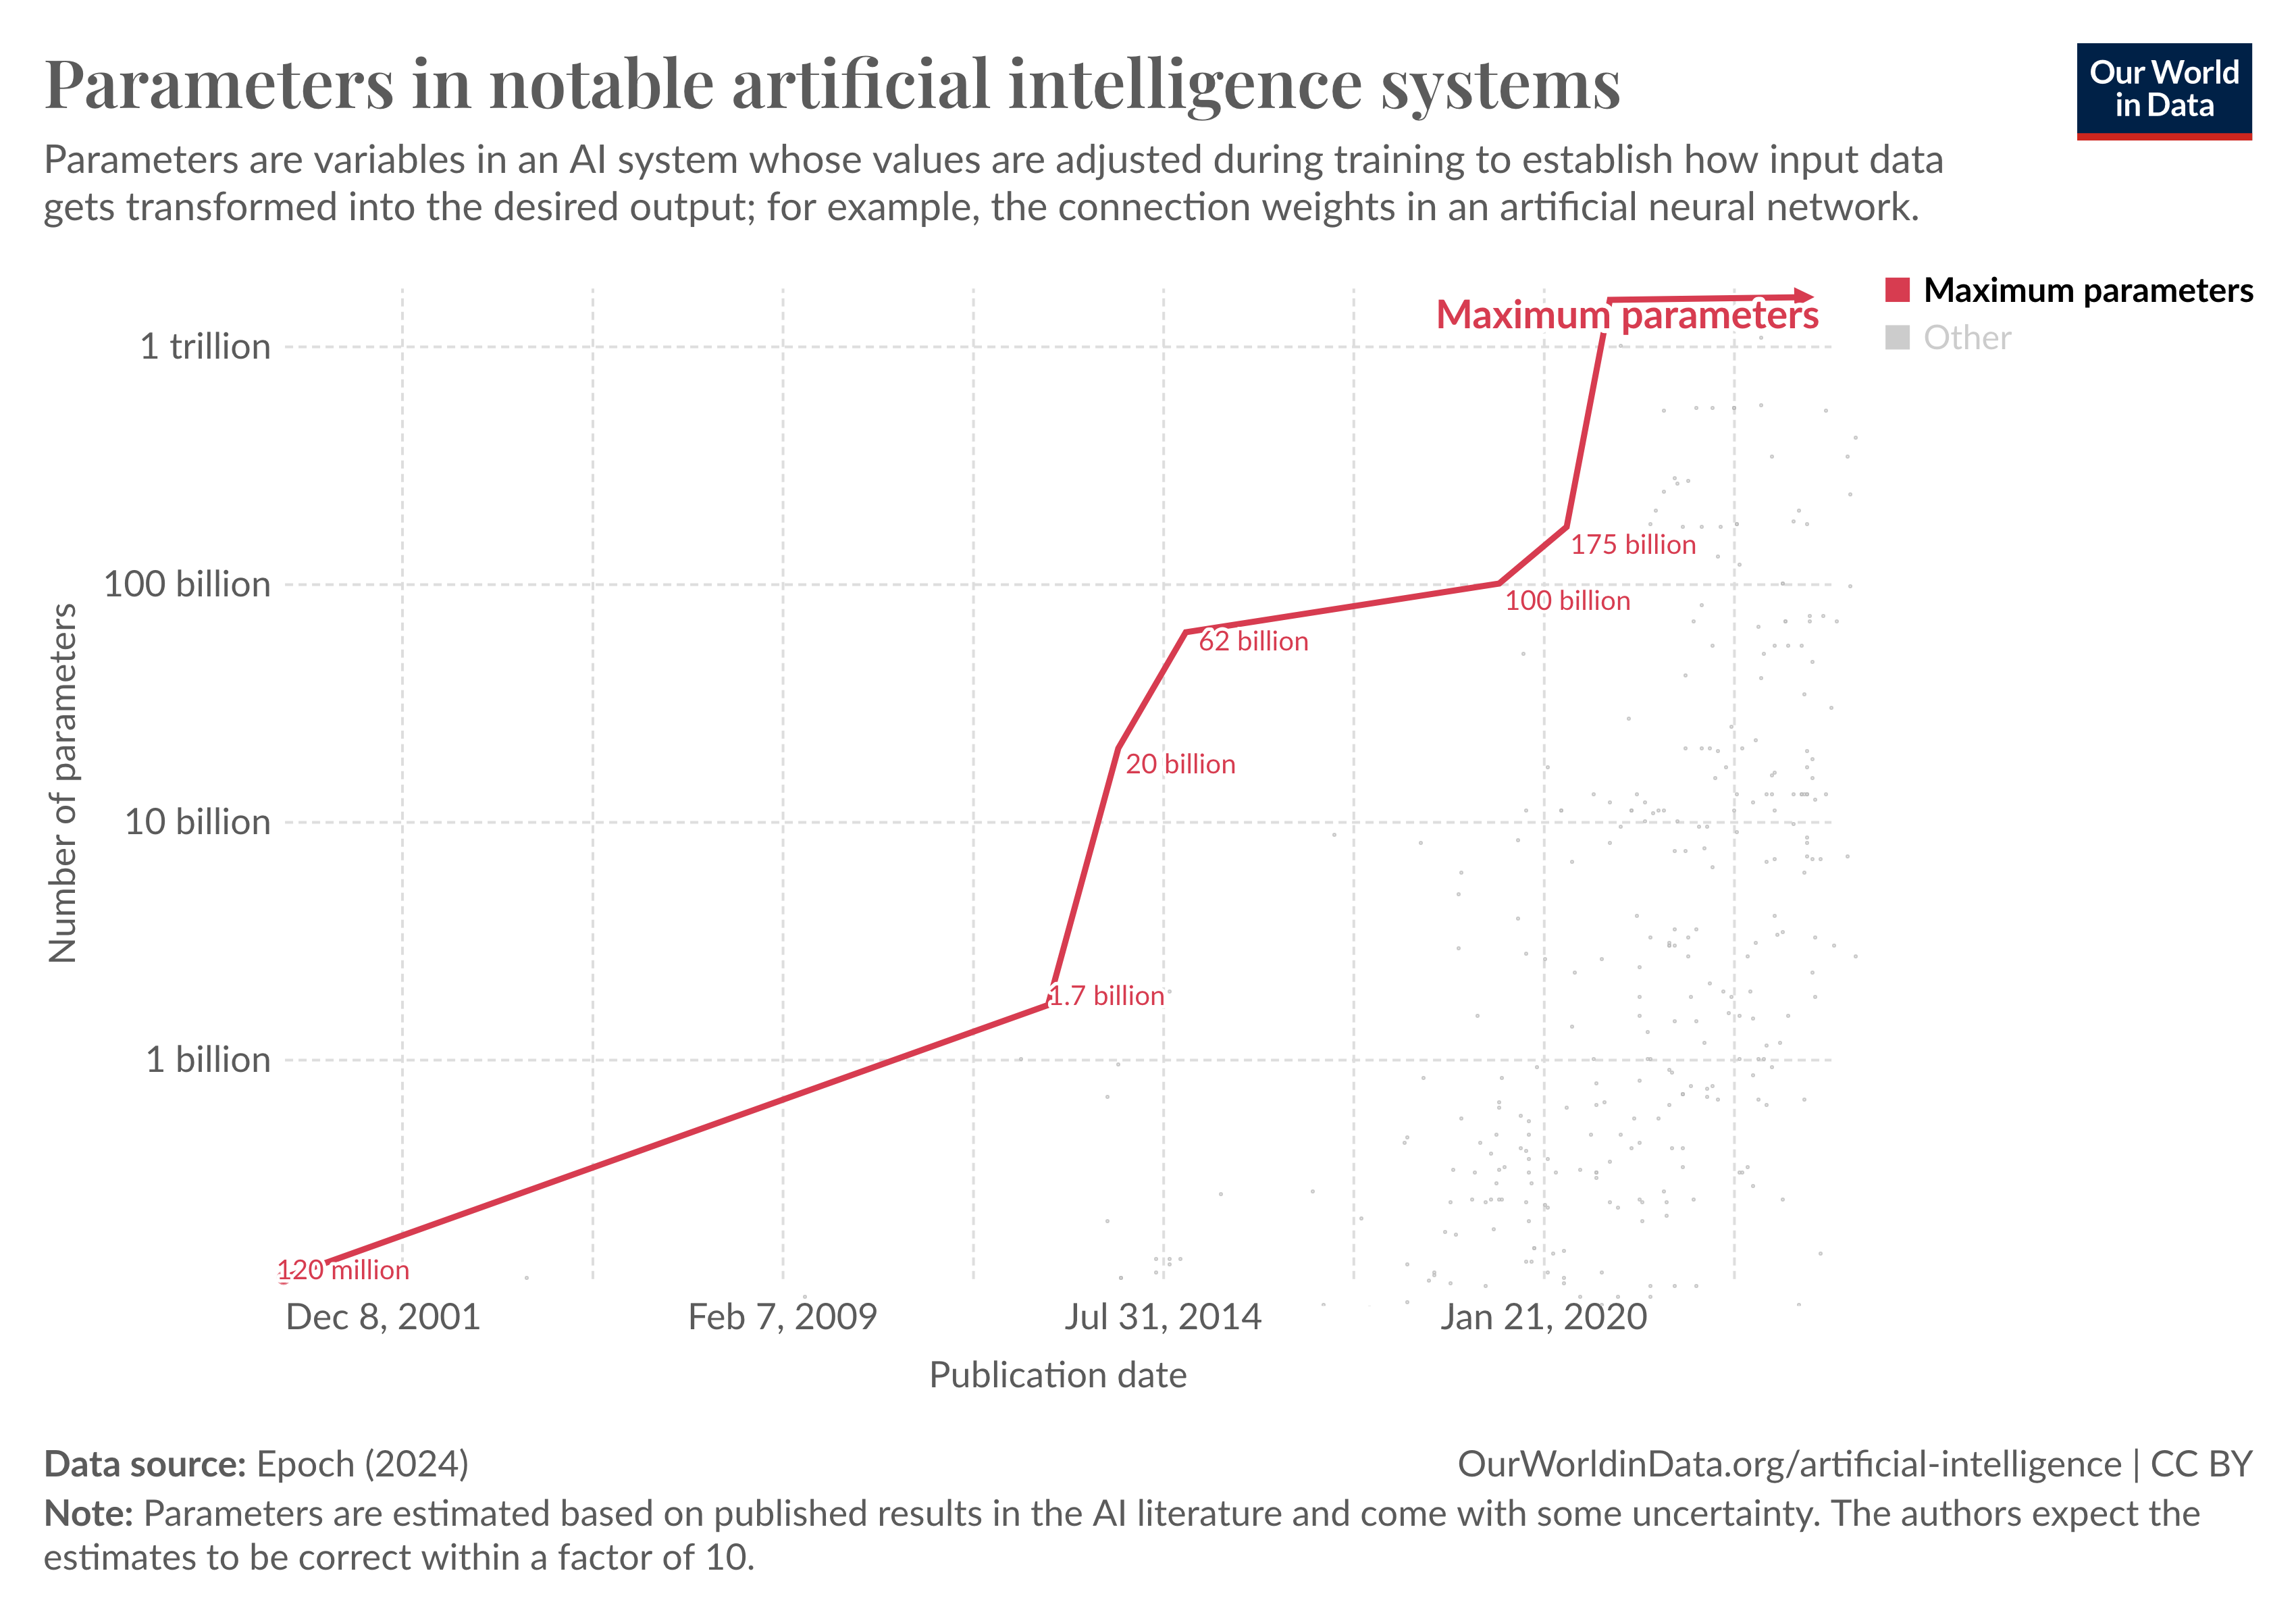 Parameters in notable artificial intelligence systems
Our World
in Data
Parameters are variables in an AI system whose values are adjusted during training to establish how input data
gets transformed into the desired output; for example, the connection weights in an artificial neural network.
Maximum parameters
Other
Maximum parameters
1 trillion
100 billion
10 billion
1 billion
Number of parameters
175 billion
100 billion
62 billion
20 billion
1.7 billion
120 million
Dec 8, 2001
Feb 7, 2009
Jul 31, 2014
Jan 21, 2020
Publication date
Data source: Epoch (2024)
OurWorldinData.org/artificial-intelligence | CC BY
Note: Parameters are estimated based on published results in the AI literature and come with some uncertainty. The authors expect the
estimates to be correct within a factor of 10.